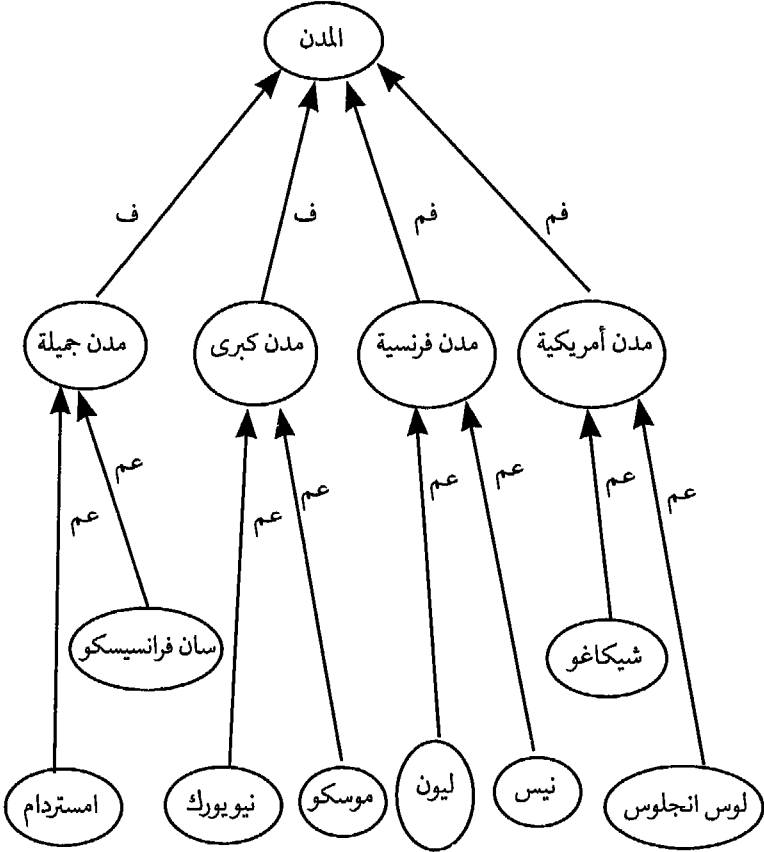 المدن
فم
فم
ف
ف
مدن أمريكية
مدن فرنسية
مدن كبرى
مدن جميلة
عم
عم
عم
عم
عم
عم
عم
عم
شيكاغو
سان فرانسيسكو
لوس انجلوس
نيس
ليون
موسكو
نيويورك
امستردام